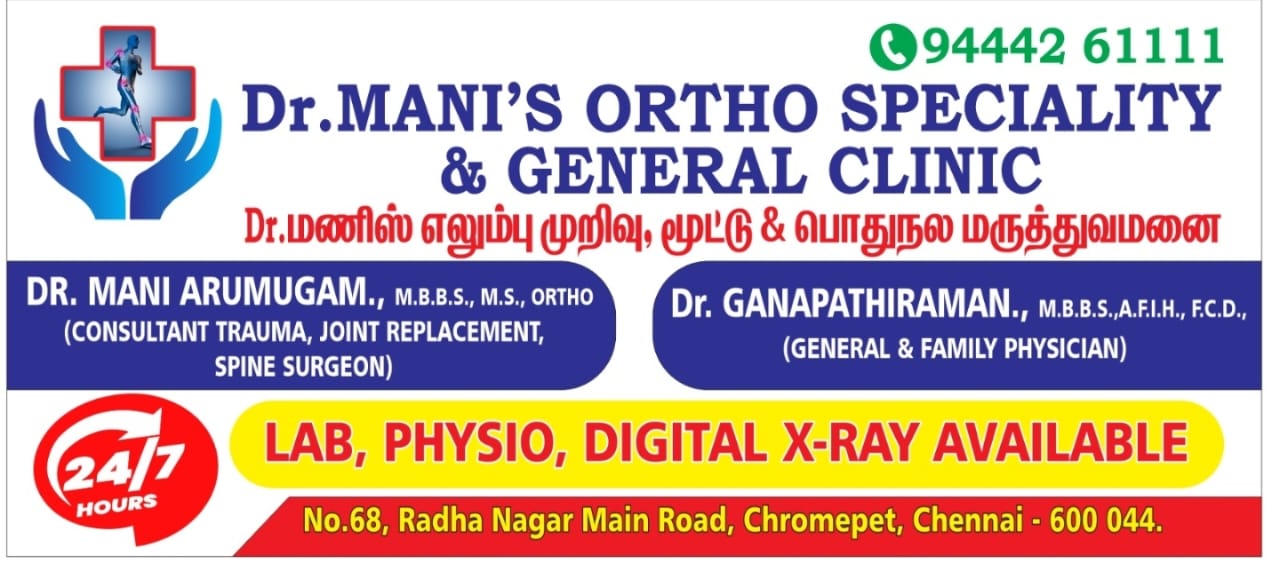 94442 61111
Dr.MANI'S ORTHO SPECIALITY
& GENERAL CLINIC
Dr.மணிஸ் எலும்பு முறிவு, மூட்டு & பொதுநல மருத்துவமனை
DR. MANI ARUMUGAM., M.B.B.S., M.S., ORTHO
(CONSULTANT TRAUMA, JOINT REPLACEMENT,
SPINE SURGEON)
Dr. GANAPATHIRAMAN., M.B.B.S.,A.F.I.H., F.C.D.,
(GENERAL & FAMILY PHYSICIAN)
24/7
HOURS
LAB, PHYSIO, DIGITAL X-RAY AVAILABLE
No.68, Radha Nagar Main Road, Chromepet, Chennai - 600 044.